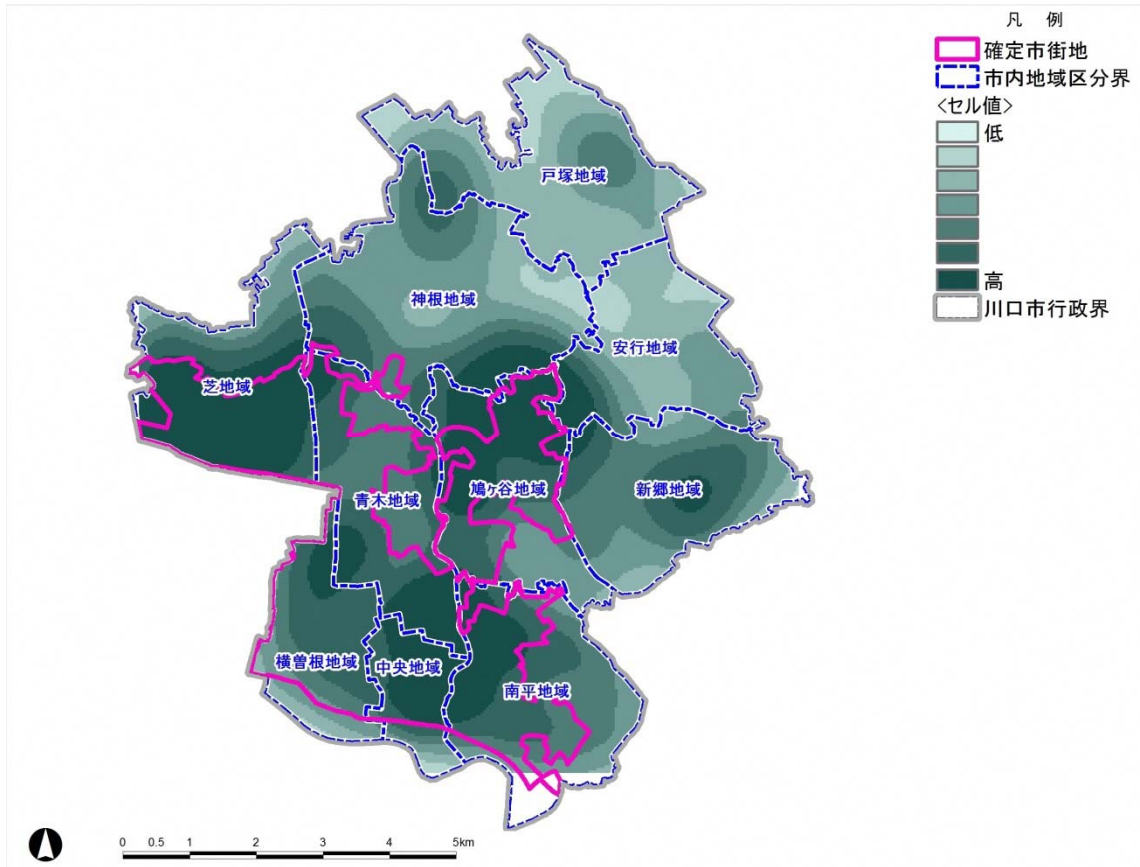 凡 例
確定市街地
市内地域区分界
<セル値>
低
高
川口市行政界
戸塚地域
神根地域
安行地域
芝地域
青木地域
鳩ヶ谷地域
新郷地域
横曽根地域
中央地域
南平地域
0 0.5 1 2 3 4 5km